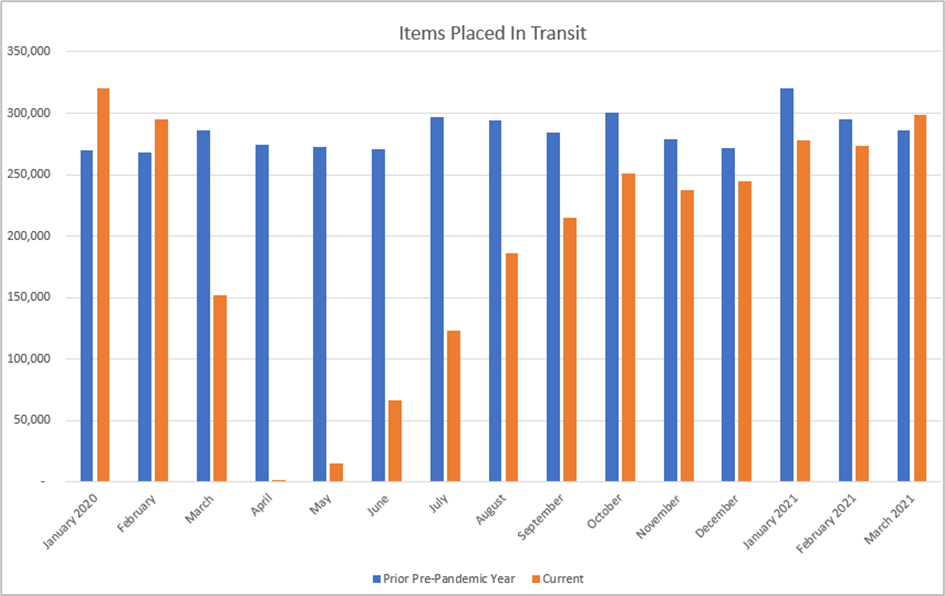 Items Placed In Transit
350,000
300,000
250,000
200,000
150,000
100,000
50,000
-
January 2020
February
March
April
May
June
July
August
September
October
November
December
January 2021
February 2021
March 2021
Prior Pre-Pandemic Year
Current